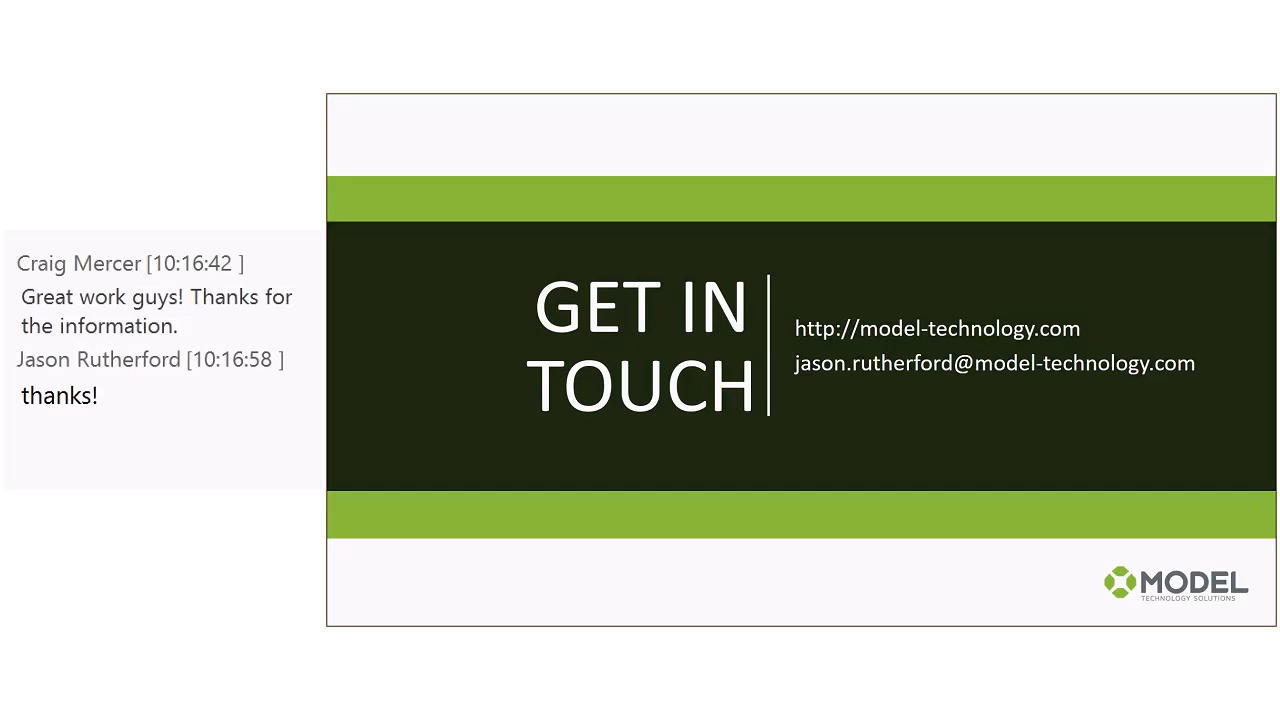 Craig Mercer [10:16:42 ]
Great work guys! Thanks for
the information.
Jason Rutherford [10:16:58 ]
thanks!
GET IN
TOUCH
http://model-technology.com
jason.rutherford@model-technology.com
MODEL
TECHNOLOGY SOLUTIONS